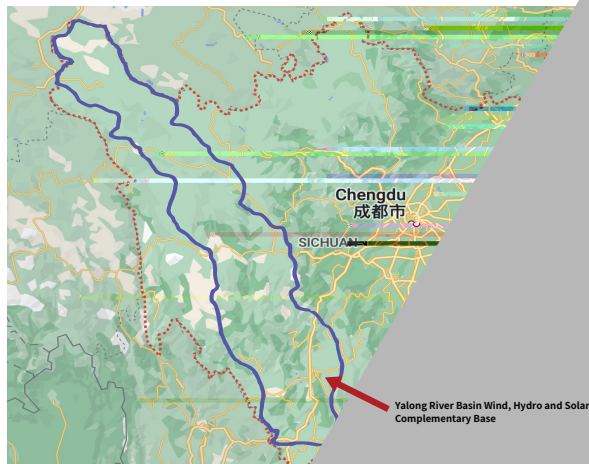 Chengdu
成都市
SICHUAN
Yalong River Basin Wind, Hydro and Solar
Complementary Base